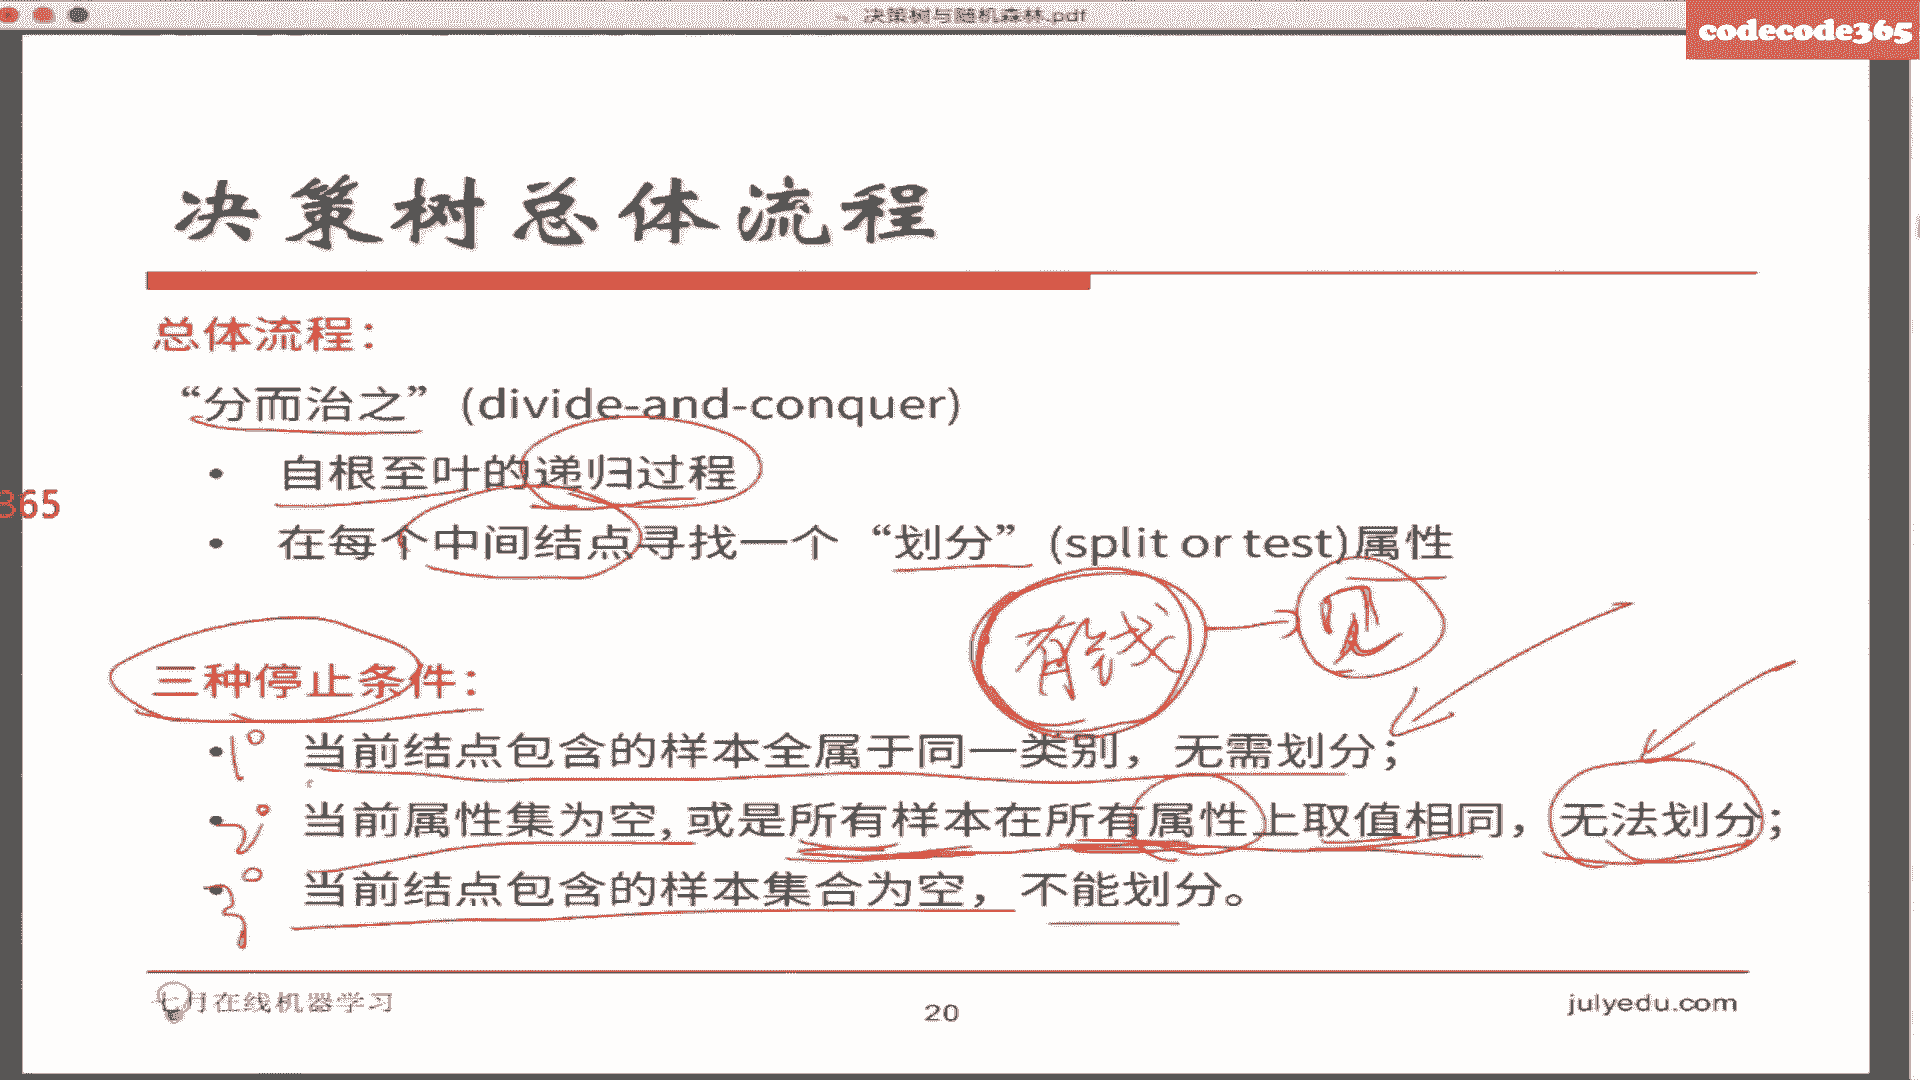 决策树与随机森林.pdf
codecode365
决策树总体流程
总体流程：
“分而治之” (divide-and-conquer)
• 自根至叶的递归过程
365
• 在每个中间结点寻找一个 “划分” (split or test)属性
有钱
见
三种停止条件：
1° • 当前结点包含的样本全属于同一类别，无需划分；
2° • 当前属性集为空, 或是所有样本在所有属性上取值相同，无法划分；
3° • 当前结点包含的样本集合为空，不能划分。
七月在线机器学习
20
julyedu.com